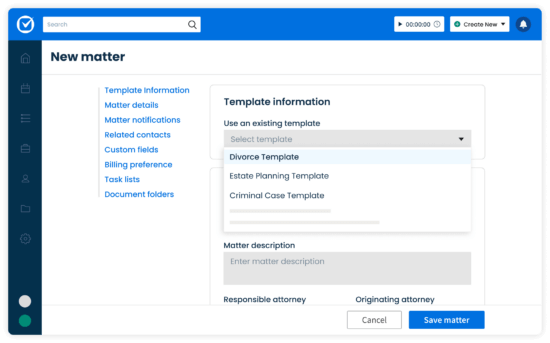 Search
00:00:00
Create New
New matter
Template Information
Matter details
Matter notifications
Related contacts
Custom fields
Billing preference
Task lists
Document folders
Template information
Use an existing template
Select template
Divorce Template
Estate Planning Template
Criminal Case Template
Matter description
Enter matter description
Responsible attorney Originating attorney
Cancel Save matter